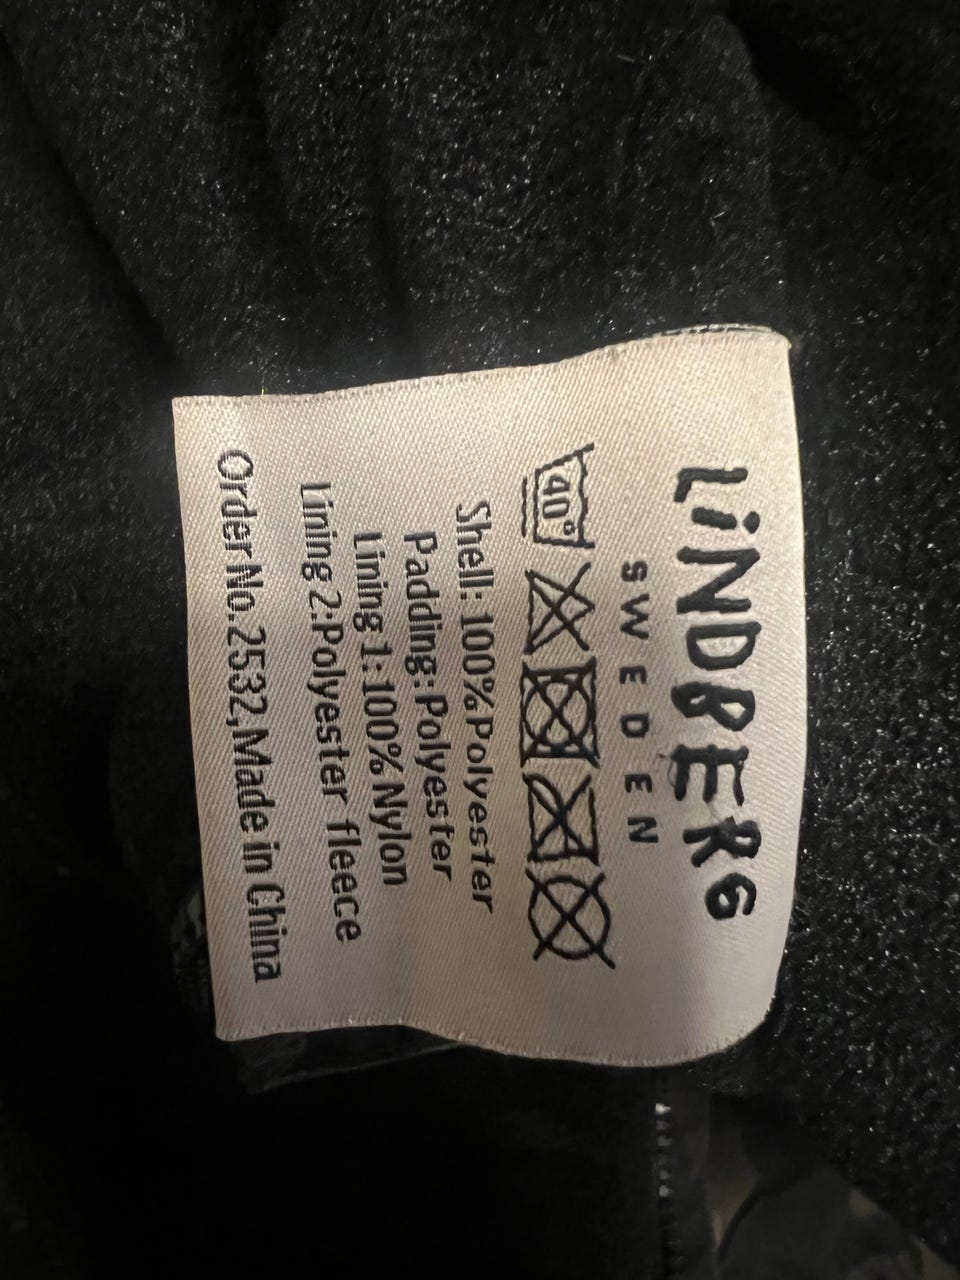 LiNDBERG
SWEDEN
40°
Shell: 100%Polyester
Padding:Polyester
Lining 1:100% Nylon
Lining 2:Polyester fleece
Order No.2532,Made in China